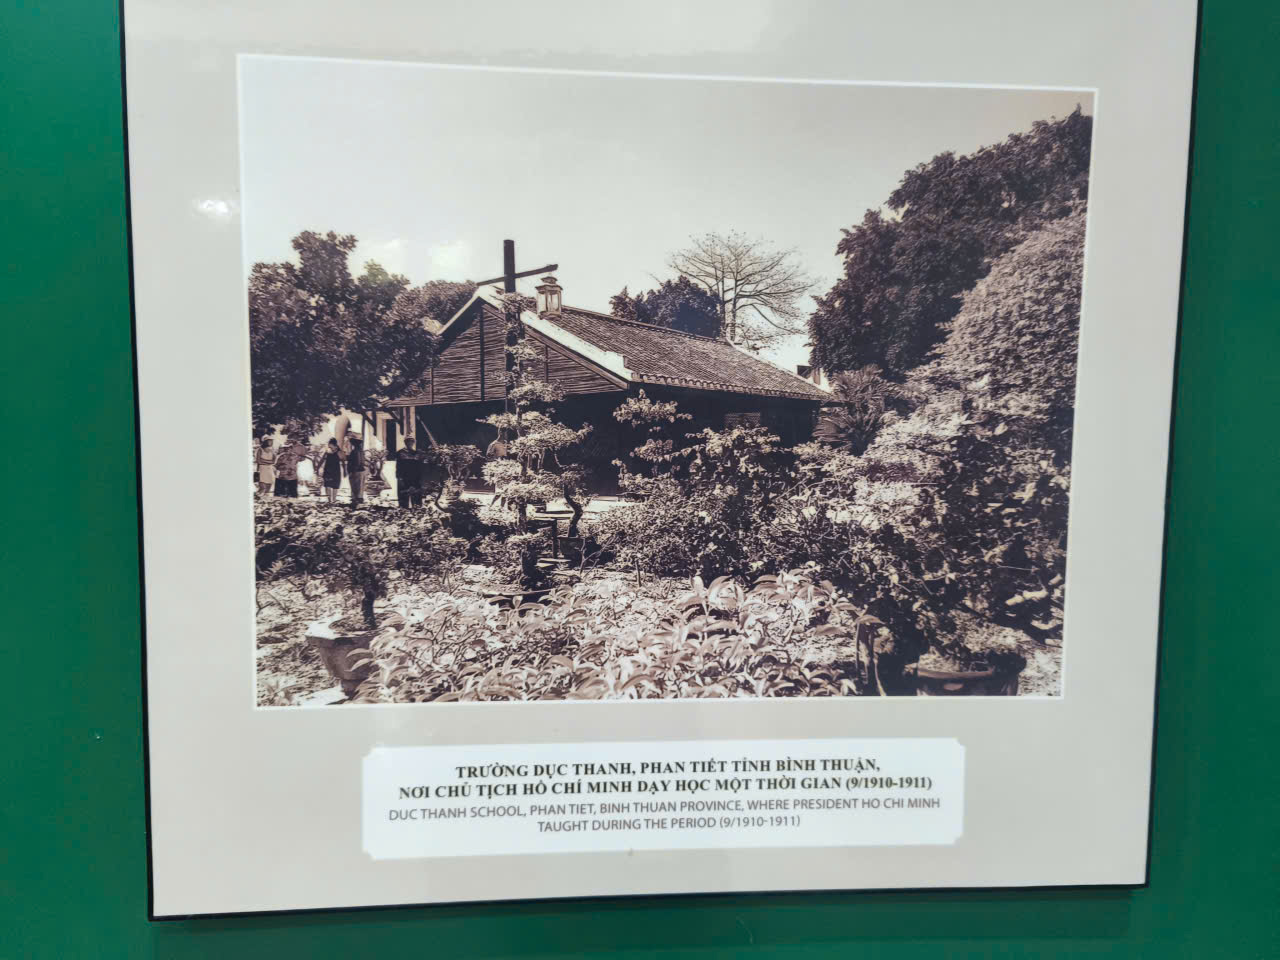 TRƯỜNG DỤC THANH, PHAN TIẾT TỈNH BÌNH THUẬN,
NƠI CHỦ TỊCH HỒ CHÍ MINH DẠY HỌC MỘT THỜI GIAN (9/1910-1911)
DUC THANH SCHOOL, PHAN TIET, BINH THUAN PROVINCE, WHERE PRESIDENT HO CHI MINH
TAUGHT DURING THE PERIOD (9/1910-1911)